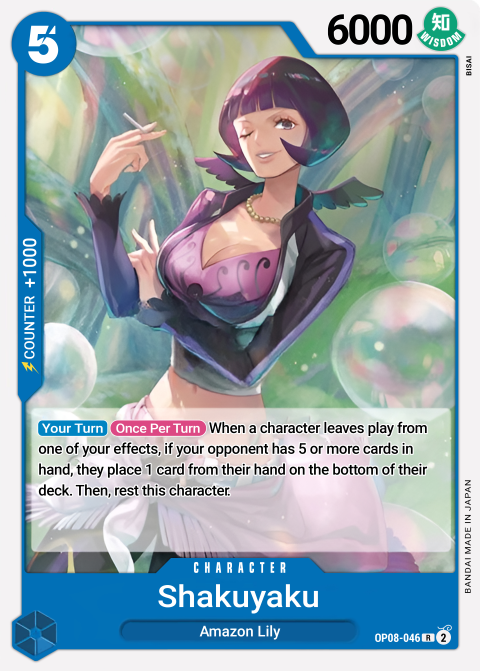 5
6000
知
WISDOM
BISAI
COUNTER +1000
Your Turn Once Per Turn When a character leaves play from
one of your effects, if your opponent has 5 or more cards in
hand, they place 1 card from their hand on the bottom of their
deck. Then, rest this character.
BANDAI MADE IN JAPAN
CHARACTER
Shakuyaku
Amazon Lily
OP08-046 R 2